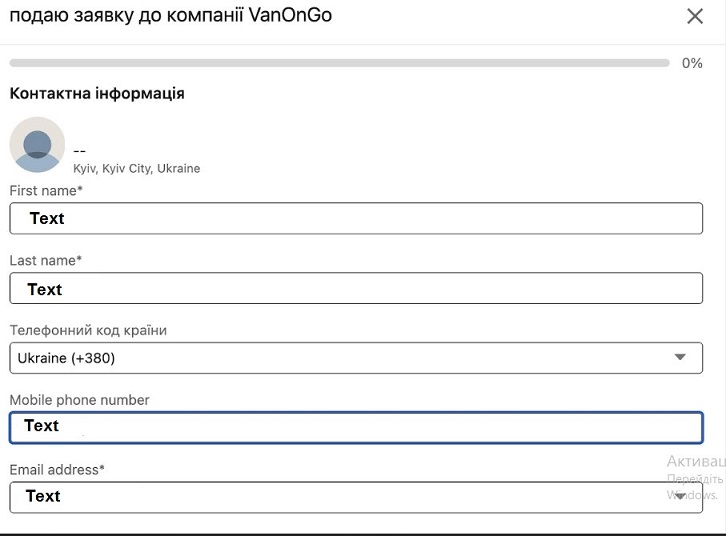 подаю заявку до компанії VanOnGo
0%
Контактна інформація
--
Kyiv, Kyiv City, Ukraine
First name*
Text
Last name*
Text
Телефонний код країни
Ukraine (+380)
Mobile phone number
Text
Email address*
Активац
Перейдіть
Text
Windows.